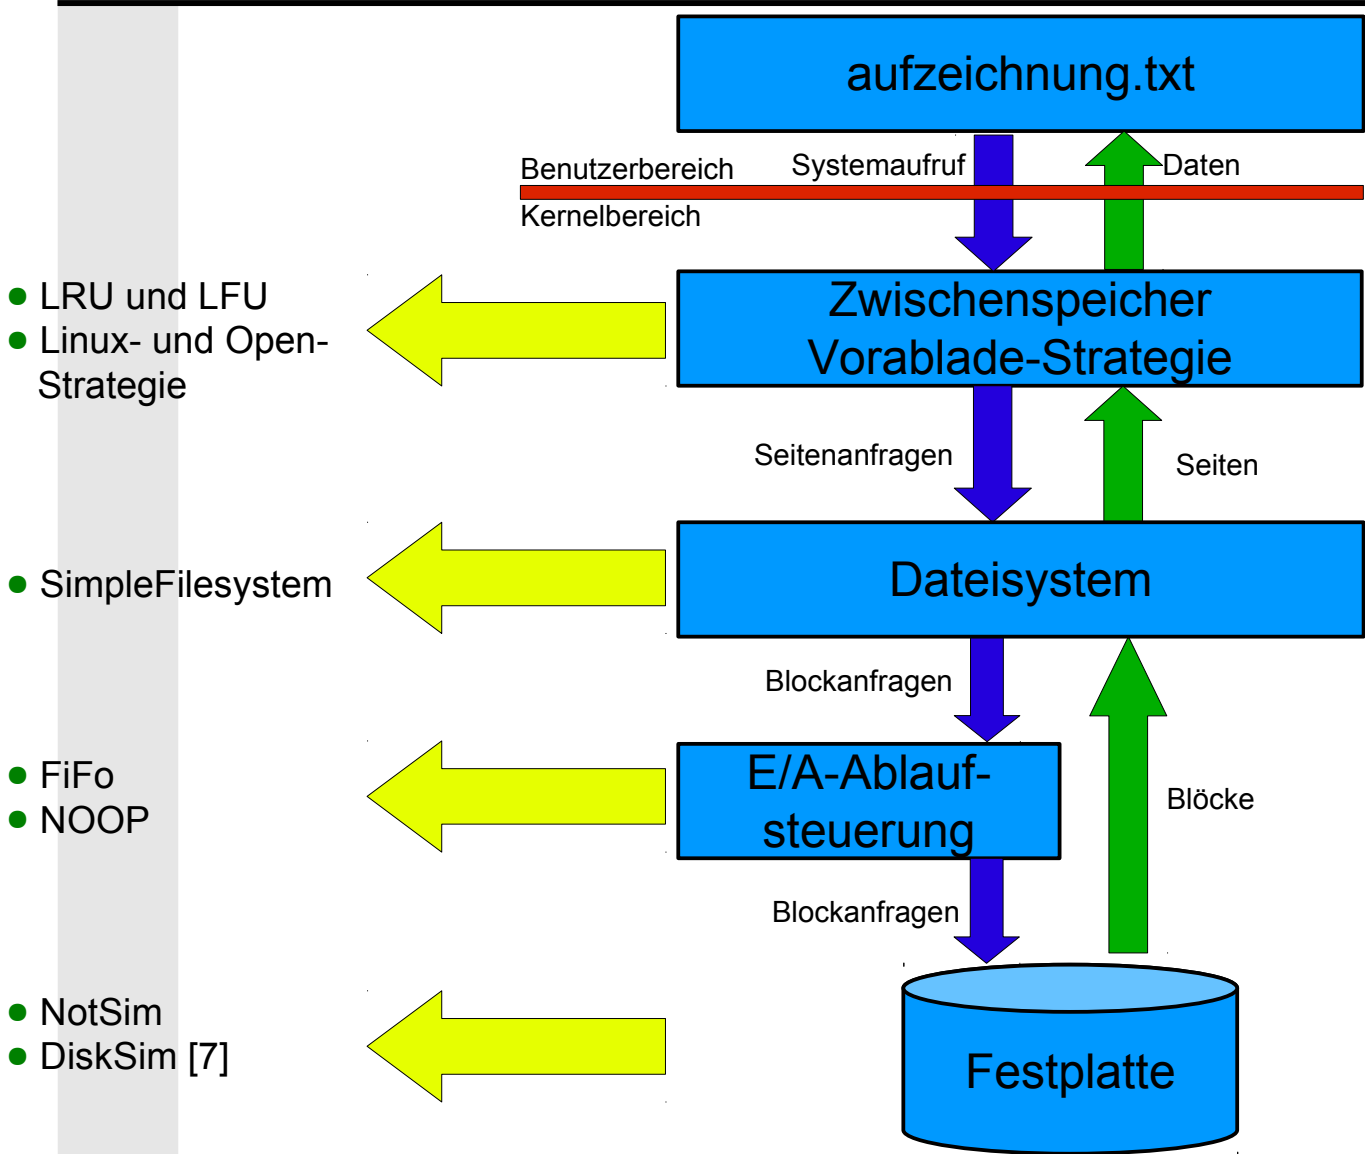 aufzeichnung.txt
Benutzerbereich
Systemaufruf
Daten
Kernelbereich
● LRU und LFU
● Linux- und Open-
Strategie
Zwischenspeicher
Vorablade-Strategie
Seitenanfragen
Seiten
● SimpleFilesystem
Dateisystem
Blockanfragen
● FiFo
● NOOP
E/A-Ablauf-
steuerung
Blöcke
Blockanfragen
● NotSim
● DiskSim [7]
Festplatte